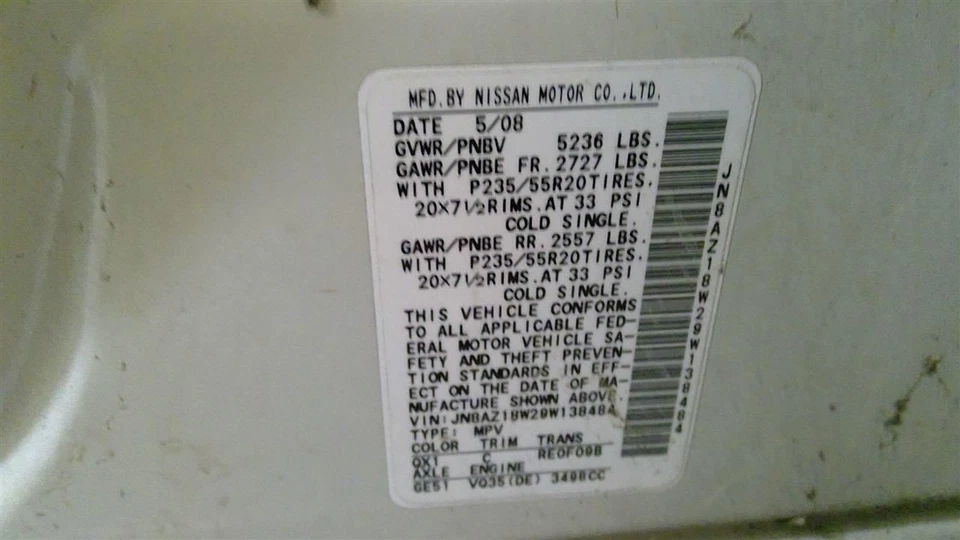 MFD. BY NISSAN MOTOR CO., LTD.
DATE 5/08
GVWR/PNBV 5236 LBS.
GAWR/PNBE FR. 2727 LBS.
WITH P235/55R20TIRES.
20X7½RIMS. AT 33 PSI
COLD SINGLE.
GAWR/PNBE RR. 2557 LBS.
WITH P235/55R20TIRES.
20X7½RIMS. AT 33 PSI
COLD SINGLE.
THIS VEHICLE CONFORMS
TO ALL APPLICABLE FED-
ERAL MOTOR VEHICLE SA-
FETY AND THEFT PREVEN-
TION STANDARDS IN EFF-
ECT ON THE DATE OF MA-
NUFACTURE SHOWN ABOVE.
VIN: JN8AZ18W29W138484
TYPE: MPV
COLOR TRIM TRANS
QX1 C RE0F09B
AXLE ENGINE
GE51 VQ35(DE) 3498CC
JN8AZ18W29W138484